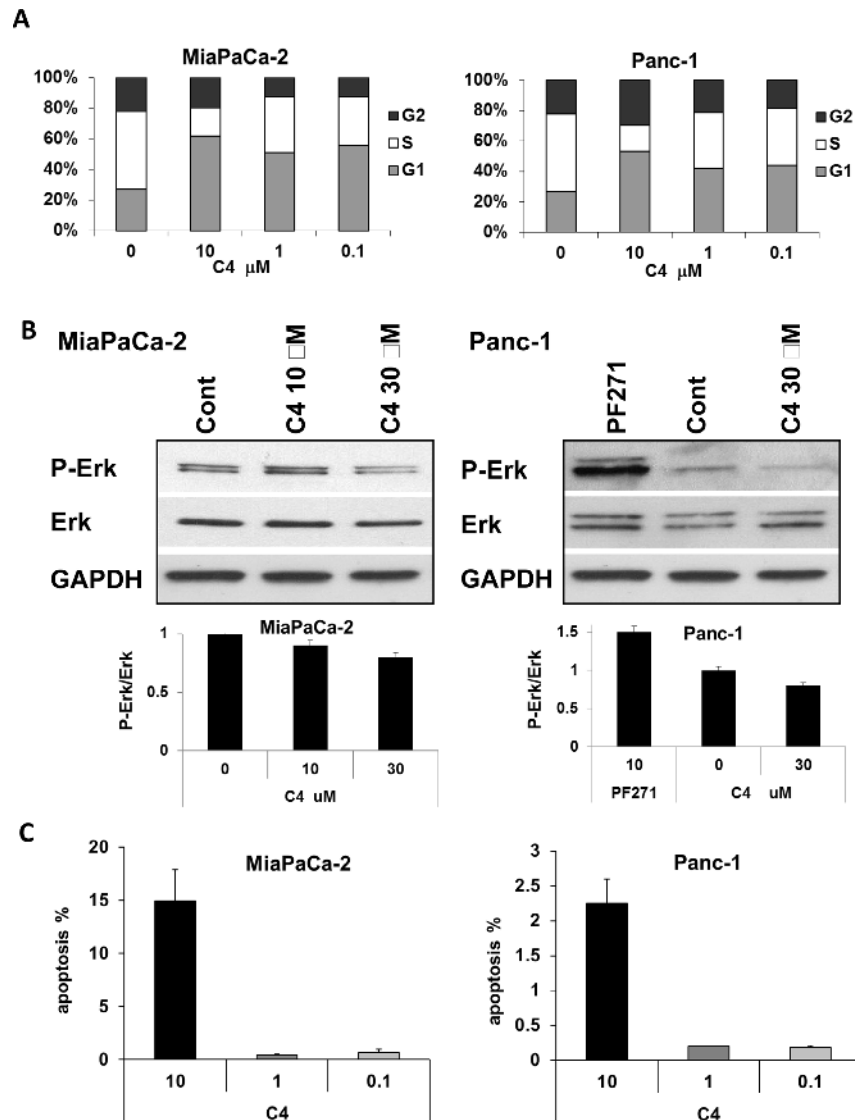 A
MiaPaCa-2
100%
80%
60%
40%
20%
0%
0 10 1 0.1
C4 μM
G2
S
G1
Panc-1
100%
80%
60%
40%
20%
0%
0 10 1 0.1
C4 μM
G2
S
G1
B
MiaPaCa-2
Cont
C4 10 □M
C4 30 □M
P-Erk
Erk
GAPDH
Panc-1
PF271
Cont
C4 30 □M
P-Erk
Erk
GAPDH
MiaPaCa-2
P-Erk/Erk
1
0.5
0
0 10 30
C4 uM
Panc-1
P-Erk/Erk
1.5
1
0.5
0
10 0 30
PF271 C4 uM
C
MiaPaCa-2
apoptosis %
20
15
10
5
0
10 1 0.1
C4
Panc-1
apoptosis %
3
2.5
2
1.5
1
0.5
0
10 1 0.1
C4